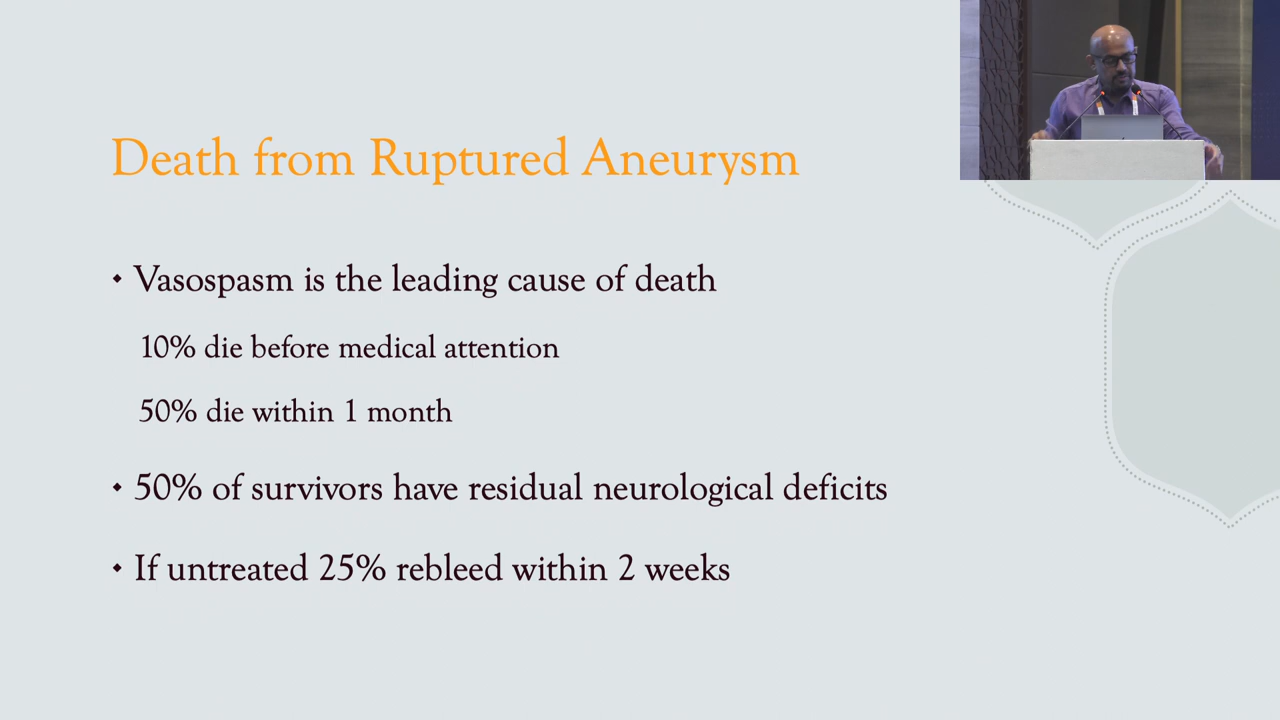 Death from Ruptured Aneurysm
• Vasospasm is the leading cause of death
10% die before medical attention
50% die within 1 month
• 50% of survivors have residual neurological deficits
• If untreated 25% rebleed within 2 weeks